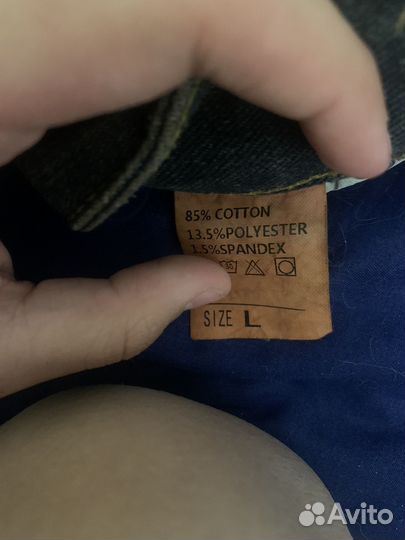 85% COTTON
13.5%POLYESTER
1.5%SPANDEX
SIZE L
Avito